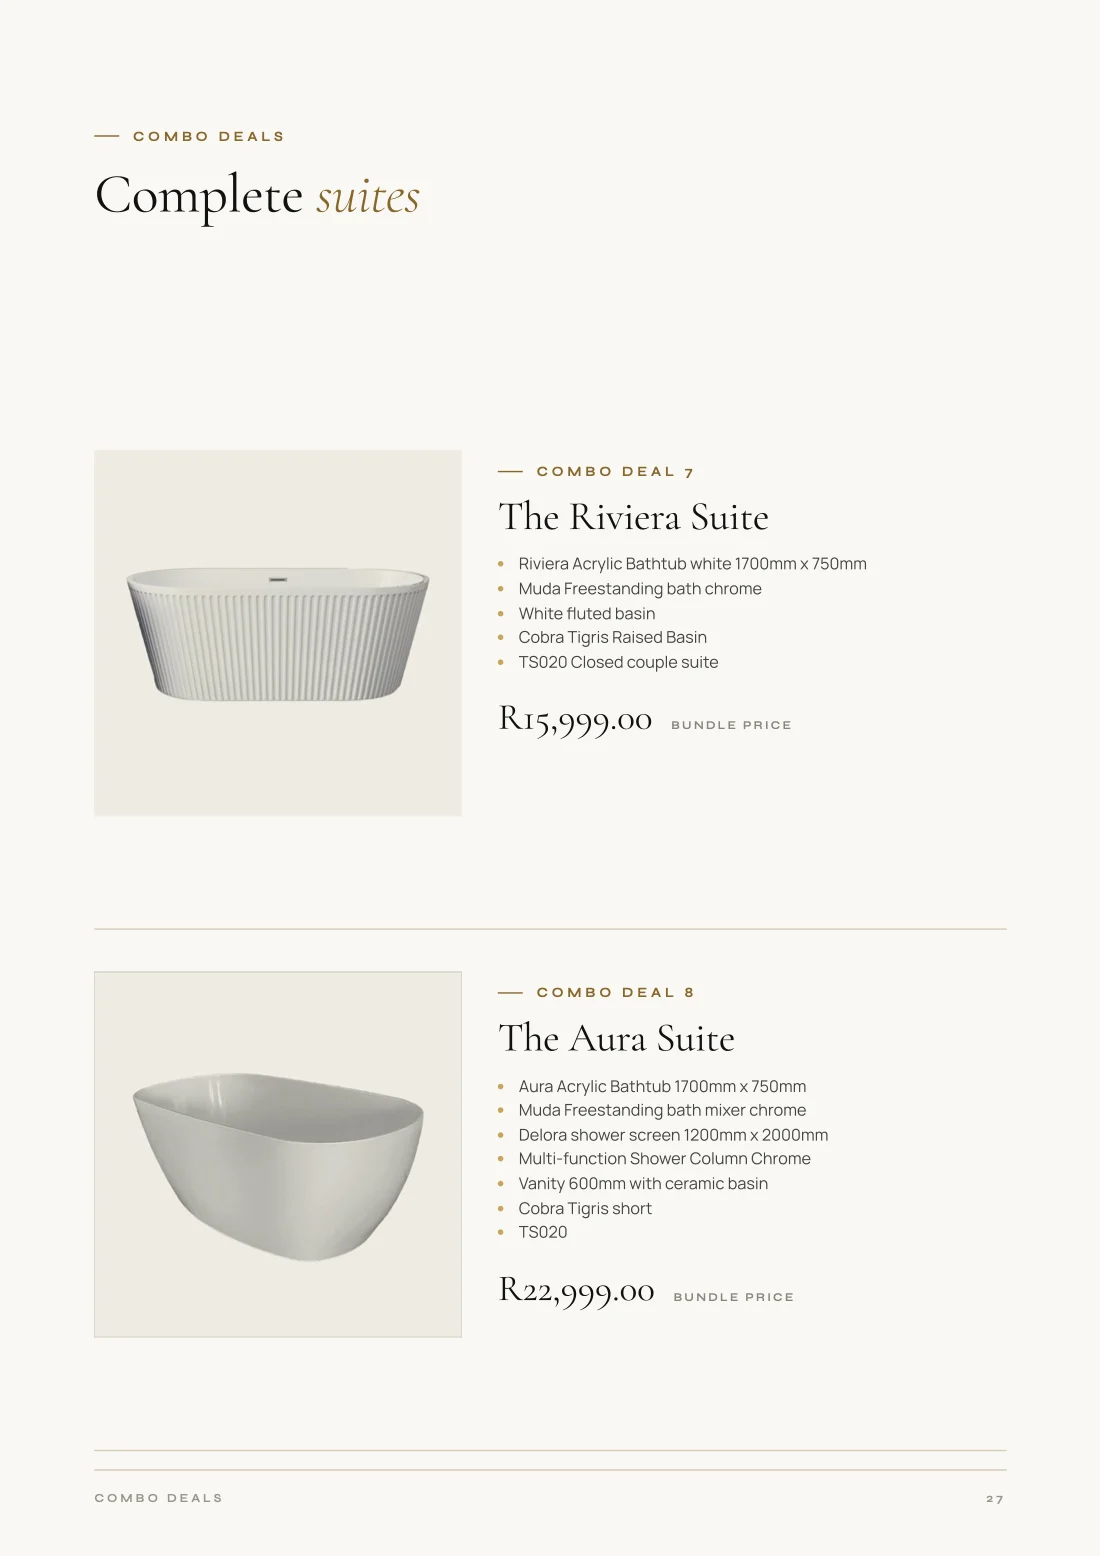 COMBO DEALS
Complete suites
COMBO DEAL 7
The Riviera Suite
Riviera Acrylic Bathtub white 1700mm x 750mm
Muda Freestanding bath chrome
White fluted basin
Cobra Tigris Raised Basin
TS020 Closed couple suite
R15,999.00 BUNDLE PRICE
COMBO DEAL 8
The Aura Suite
Aura Acrylic Bathtub 1700mm x 750mm
Muda Freestanding bath mixer chrome
Delora shower screen 1200mm x 2000mm
Multi-function Shower Column Chrome
Vanity 600mm with ceramic basin
Cobra Tigris short
TS020
R22,999.00 BUNDLE PRICE
COMBO DEALS 27